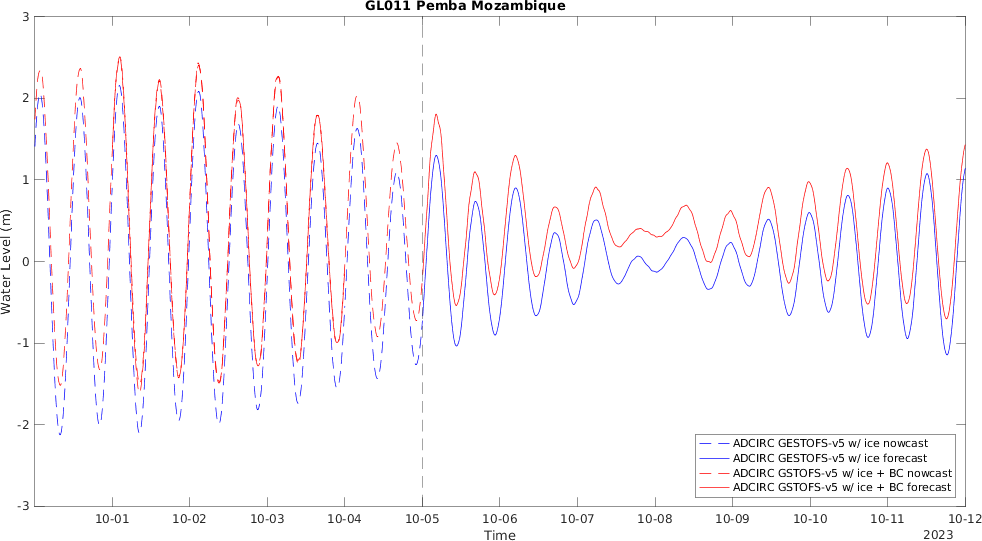 GL011 Pemba Mozambique
3
2
1
0
-1
-2
-3
Water Level (m)
ADCIRC GESTOFS-v5 w/ ice nowcast
ADCIRC GESTOFS-v5 w/ ice forecast
ADCIRC GSTOFS-v5 w/ ice + BC nowcast
ADCIRC GSTOFS-v5 w/ ice + BC forecast
10-01 10-02 10-03 10-04 10-05 10-06 10-07 10-08 10-09 10-10 10-11 10-12
Time
2023